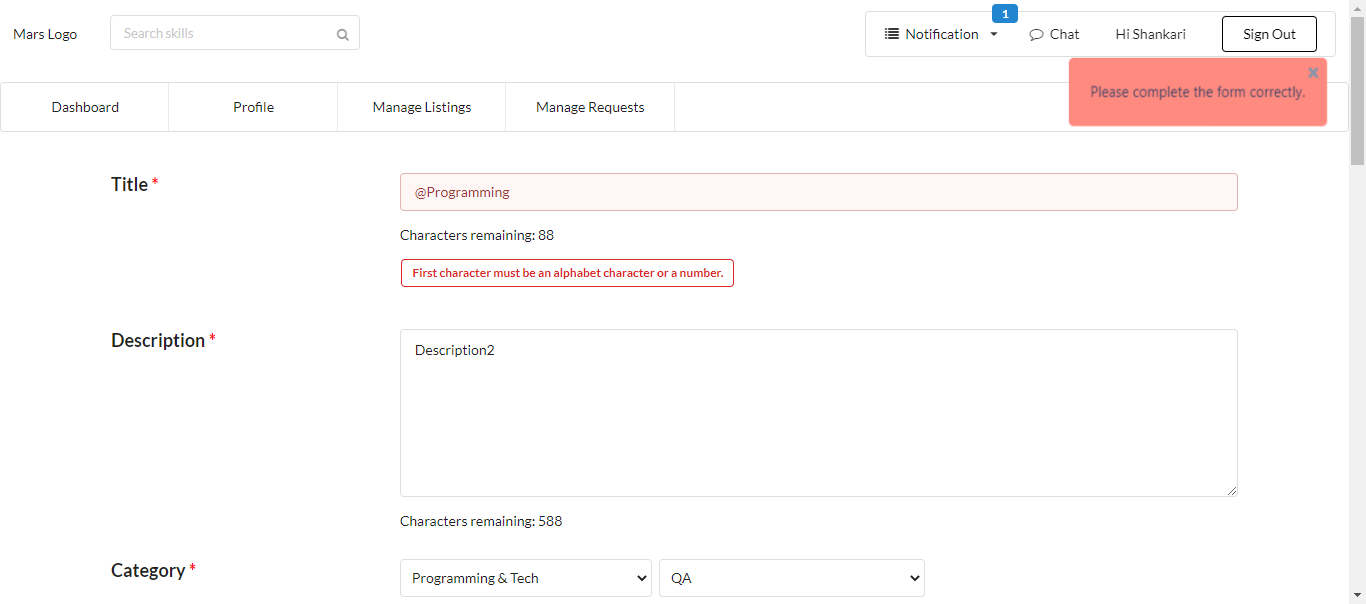 Mars Logo
Search skills
1
Notification
Chat
Hi Shankari
Sign Out
Please complete the form correctly.
Dashboard
Profile
Manage Listings
Manage Requests
Title *
@Programming
Characters remaining: 88
First character must be an alphabet character or a number.
Description *
Description2
Characters remaining: 588
Category *
Programming & Tech
QA